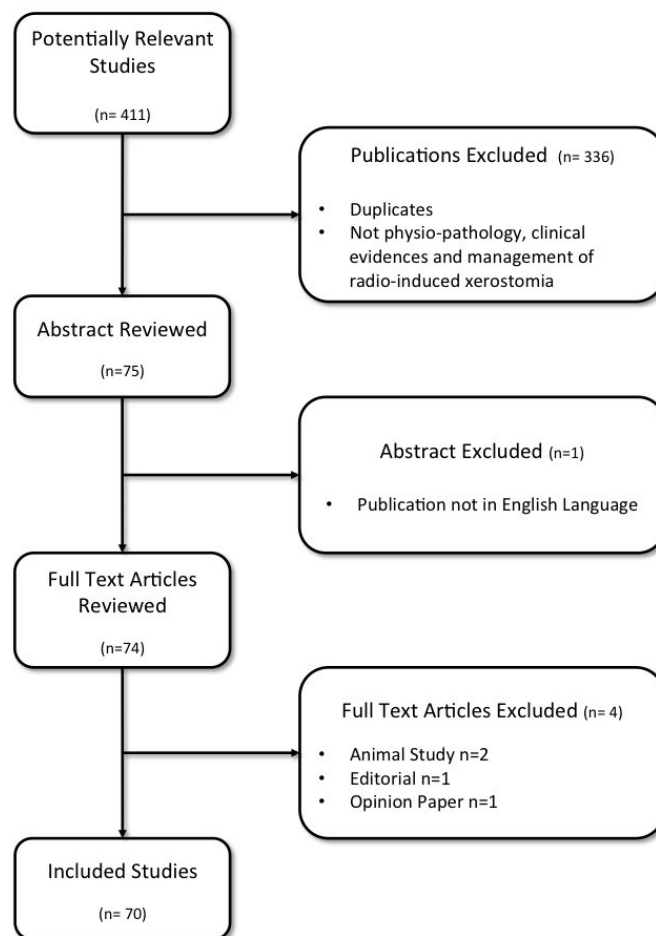 Potentially Relevant
Studies
(n= 411)
Publications Excluded (n= 336)
• Duplicates
• Not physio-pathology, clinical
evidences and management of
radio-induced xerostomia
Abstract Reviewed
(n=75)
Abstract Excluded (n=1)
• Publication not in English Language
Full Text Articles
Reviewed
(n=74)
Full Text Articles Excluded (n= 4)
• Animal Study n=2
• Editorial n=1
• Opinion Paper n=1
Included Studies
(n= 70)